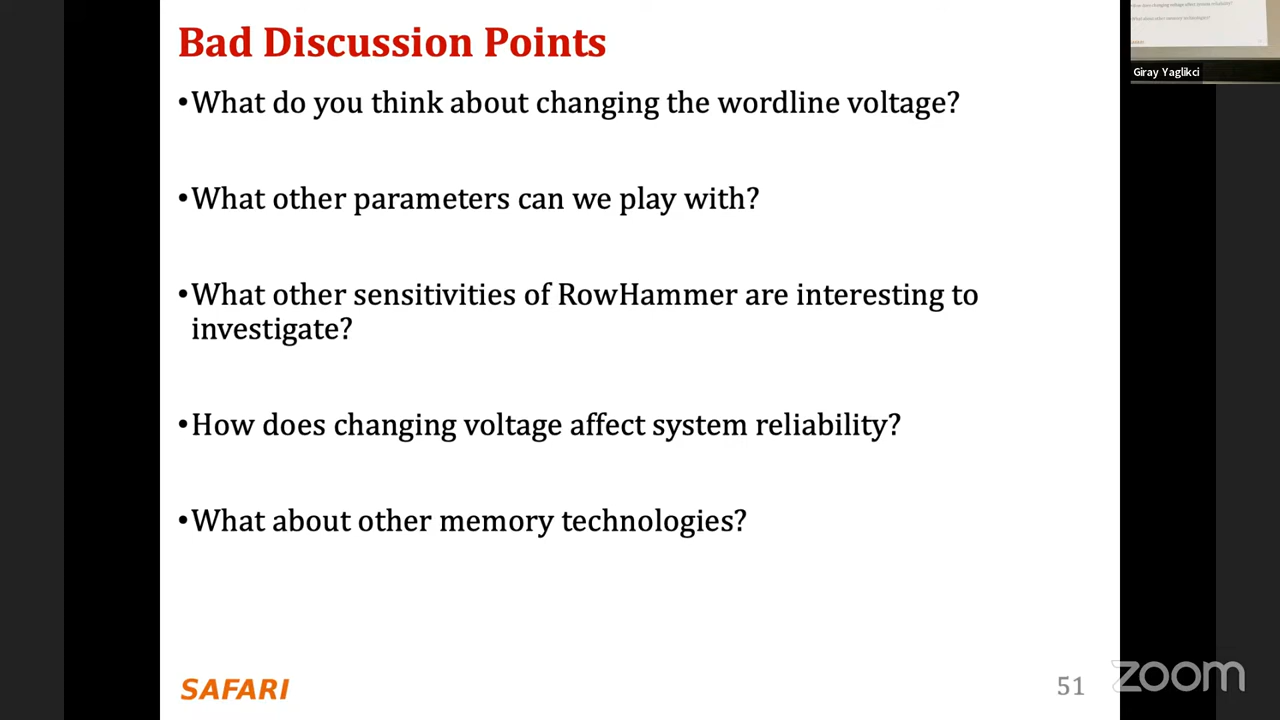 Bad Discussion Points
•What do you think about changing the wordline voltage?
•What other parameters can we play with?
•What other sensitivities of RowHammer are interesting to
investigate?
•How does changing voltage affect system reliability?
•What about other memory technologies?
SAFARI
51
zoom
Giray Yaglikci